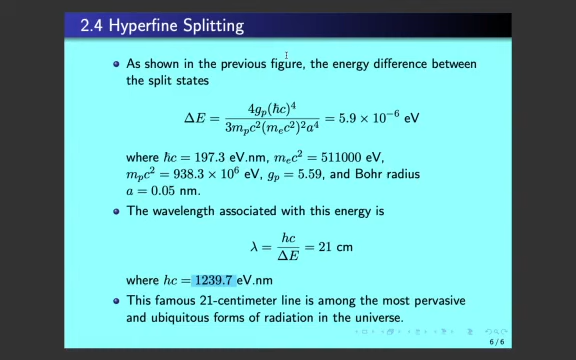 2.4 Hyperfine Splitting
As shown in the previous figure, the energy difference between
the split states
ΔE = 4g_p(ħc)^4 / 3m_pc^2(m_ec^2)^2a^4 = 5.9 × 10^−6 eV
where ħc = 197.3 eV.nm, m_ec^2 = 511000 eV,
m_pc^2 = 938.3 × 10^6 eV, g_p = 5.59, and Bohr radius
a = 0.05 nm.
The wavelength associated with this energy is
λ = hc / ΔE = 21 cm
where hc = 1239.7 eV.nm
This famous 21-centimeter line is among the most pervasive
and ubiquitous forms of radiation in the universe.
6 / 6